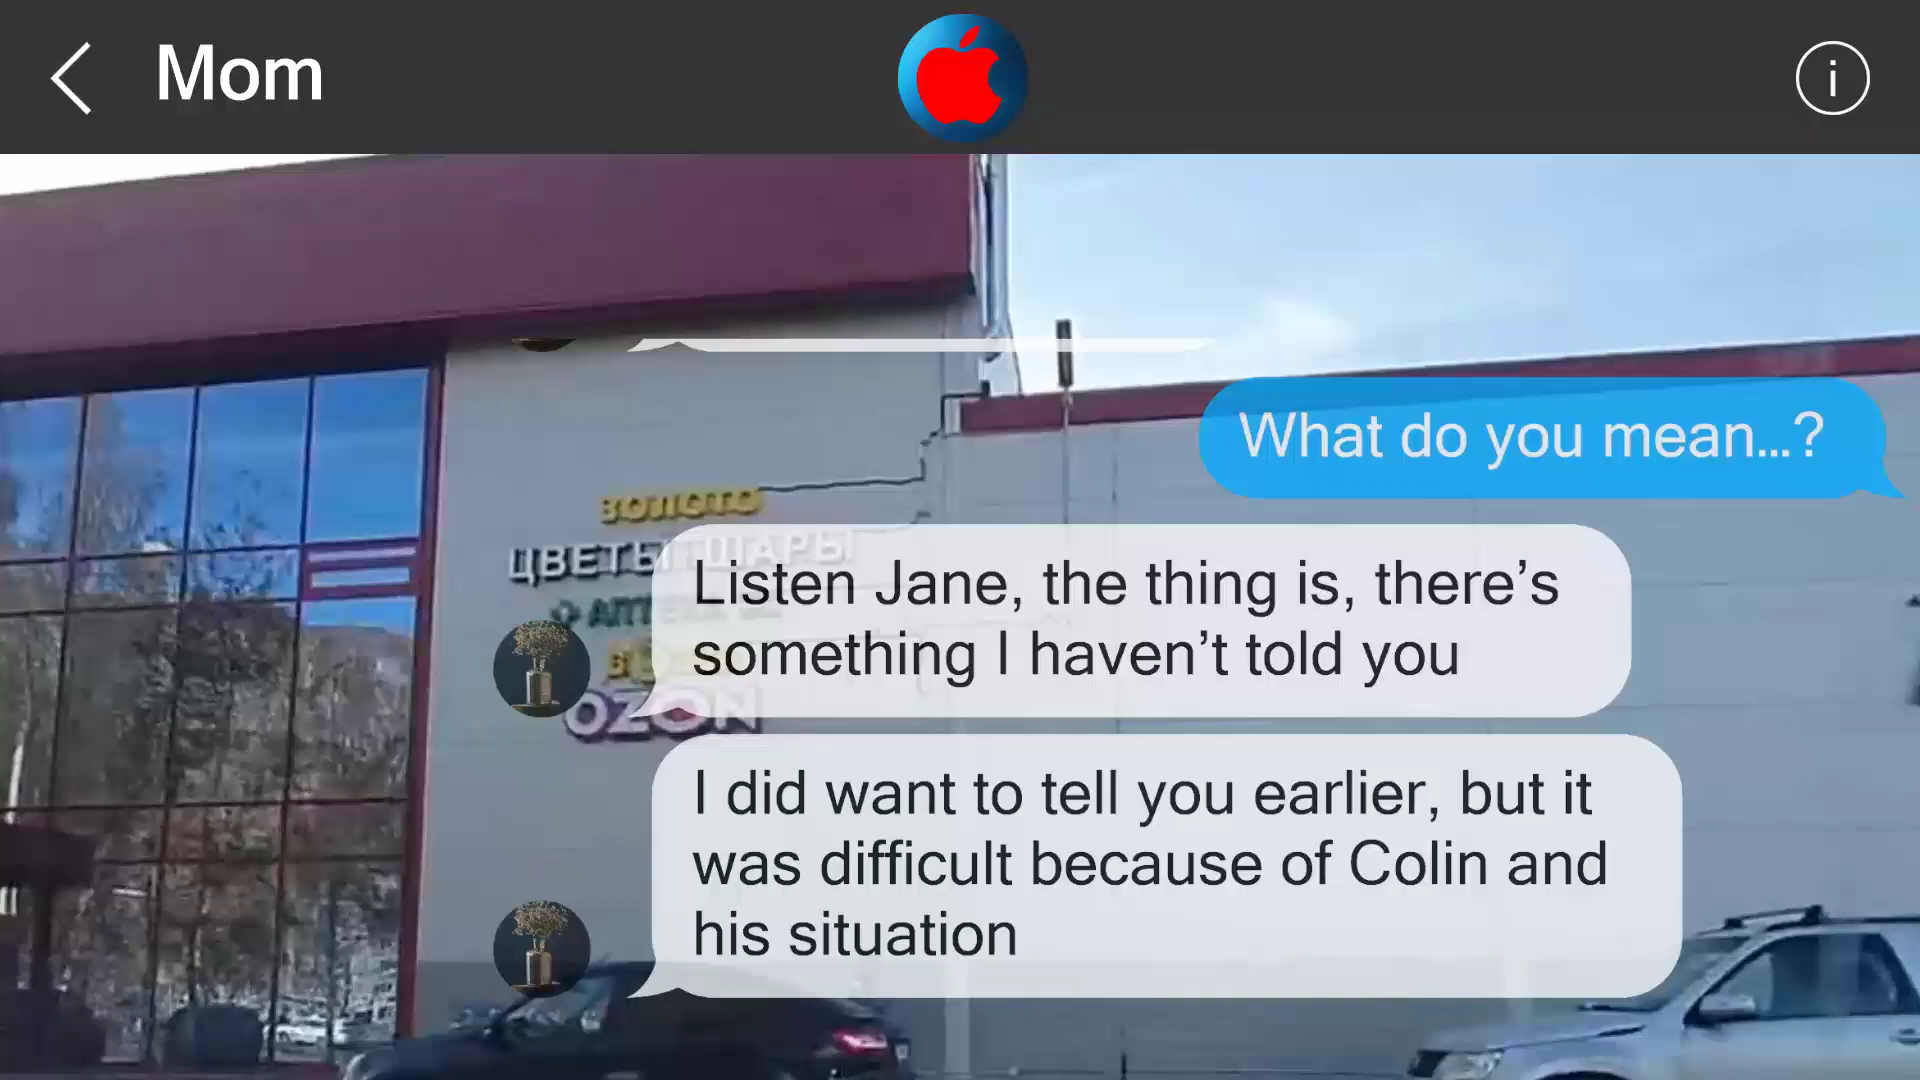 Mom
i
What do you mean...?
ЗОЛОТО
ЦВЕТЫ ШАРЫ
Listen Jane, the thing is, there’s
something I haven’t told you
OZON
I did want to tell you earlier, but it
was difficult because of Colin and
his situation